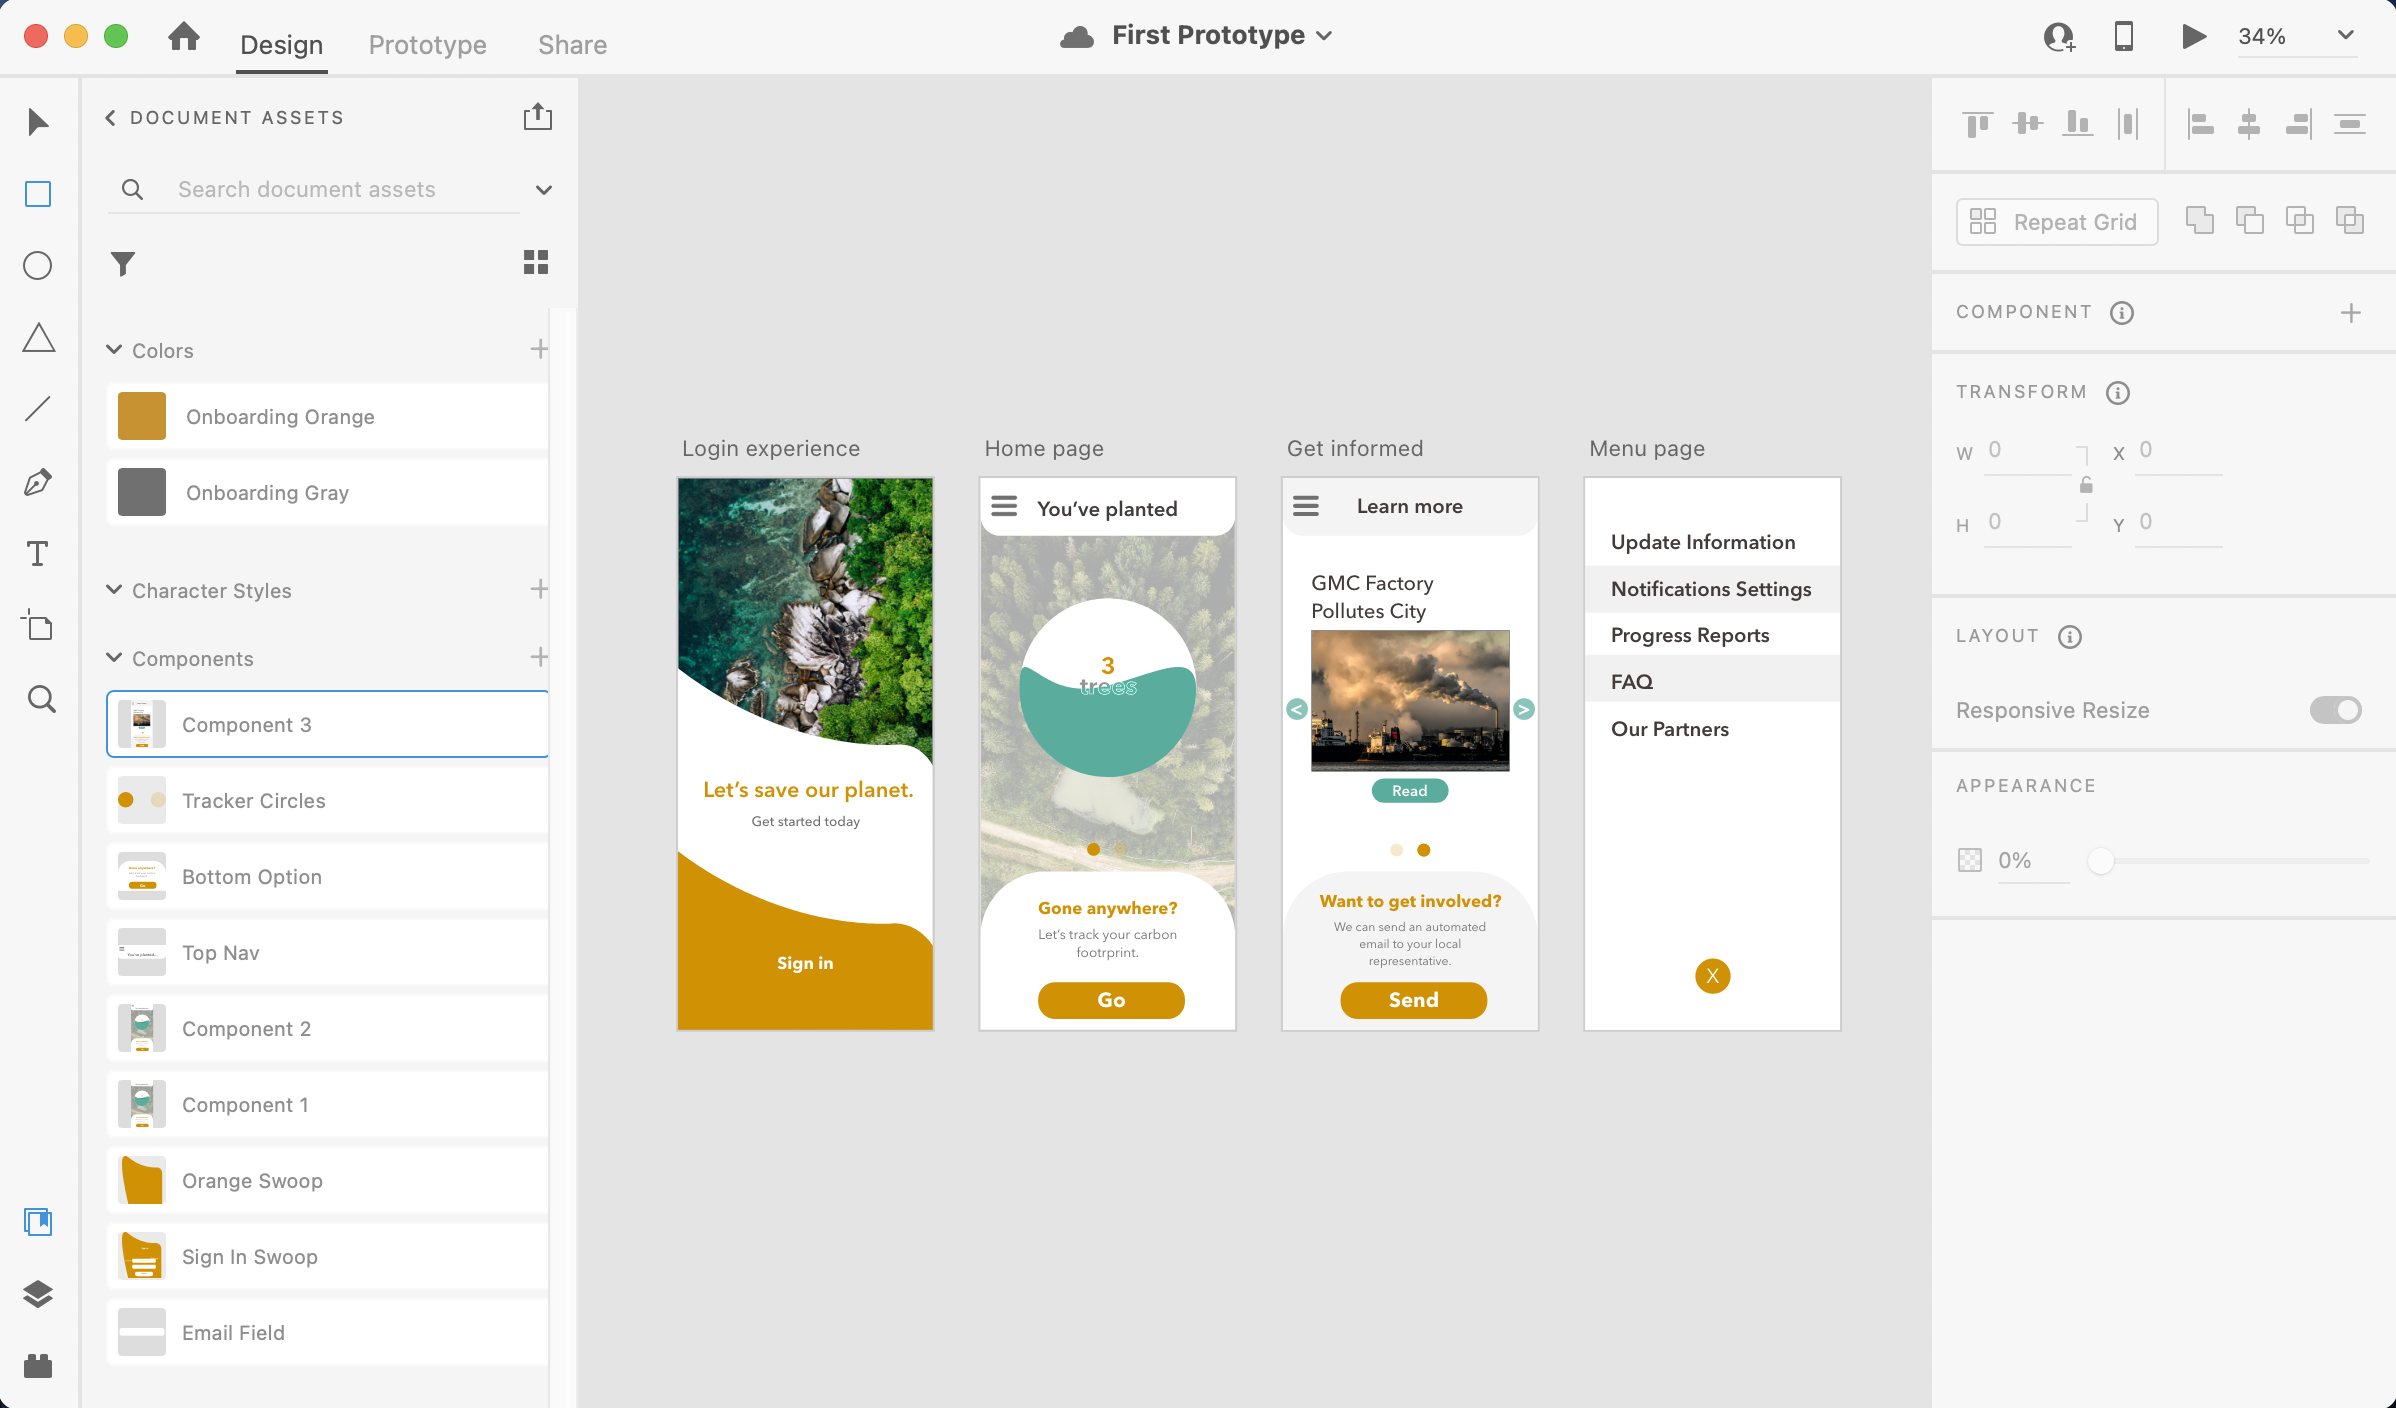 Design
Prototype
Share
First Prototype
34%
DOCUMENT ASSETS
Search document assets
Colors
Onboarding Orange
Onboarding Gray
Character Styles
Components
Component 3
Tracker Circles
Bottom Option
Top Nav
Component 2
Component 1
Orange Swoop
Sign In Swoop
Email Field
Login experience
Let’s save our planet.
Get started today
Sign in
Home page
You’ve planted
3
trees
Gone anywhere?
Let’s track your carbon
footrprint.
Go
Get informed
Learn more
GMC Factory
Pollutes City
<
>
Read
Want to get involved?
We can send an automated
email to your local
representative.
Send
Menu page
Update Information
Notifications Settings
Progress Reports
FAQ
Our Partners
X
Repeat Grid
COMPONENT
TRANSFORM
W 0 X 0
H 0 Y 0
LAYOUT
Responsive Resize
APPEARANCE
0%